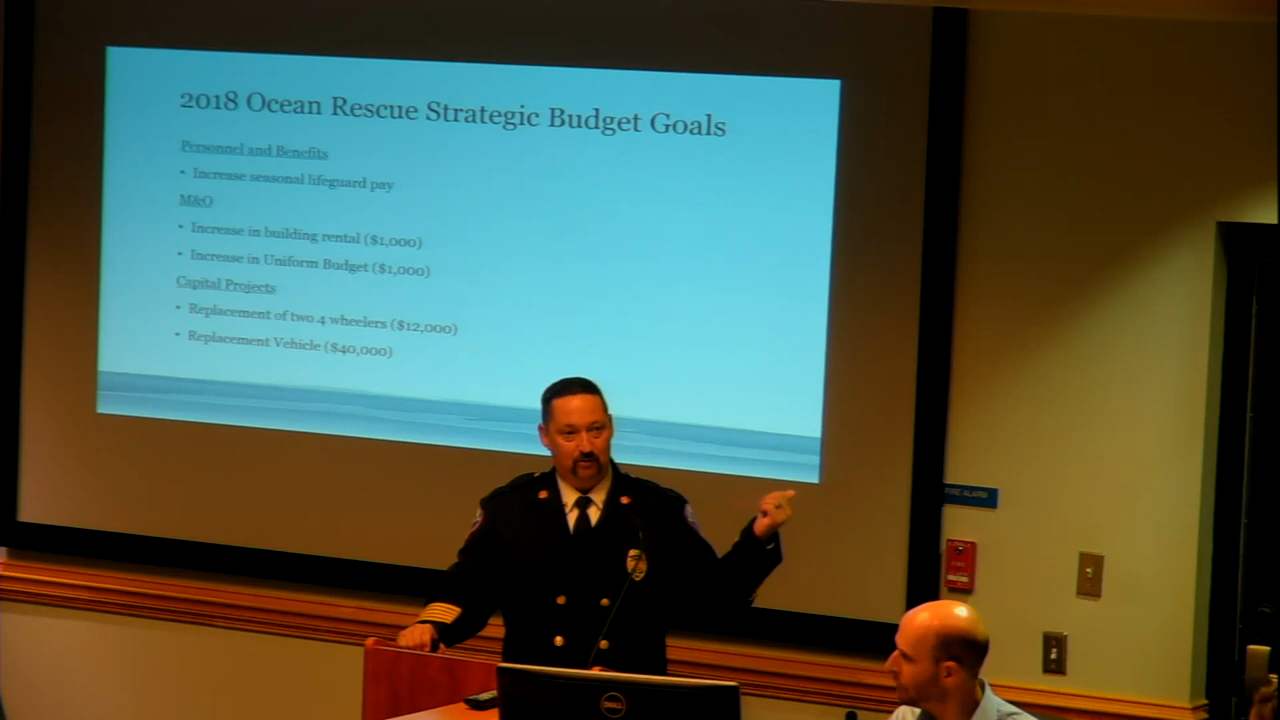 2018 Ocean Rescue Strategic Budget Goals
Personnel and Benefits
• Increase seasonal lifeguard pay
M&O
• Increase in building rental ($1,000)
• Increase in Uniform Budget ($1,000)
Capital Projects
• Replacement of two 4 wheelers ($12,000)
• Replacement Vehicle ($40,000)
FIRE ALARM
DELL